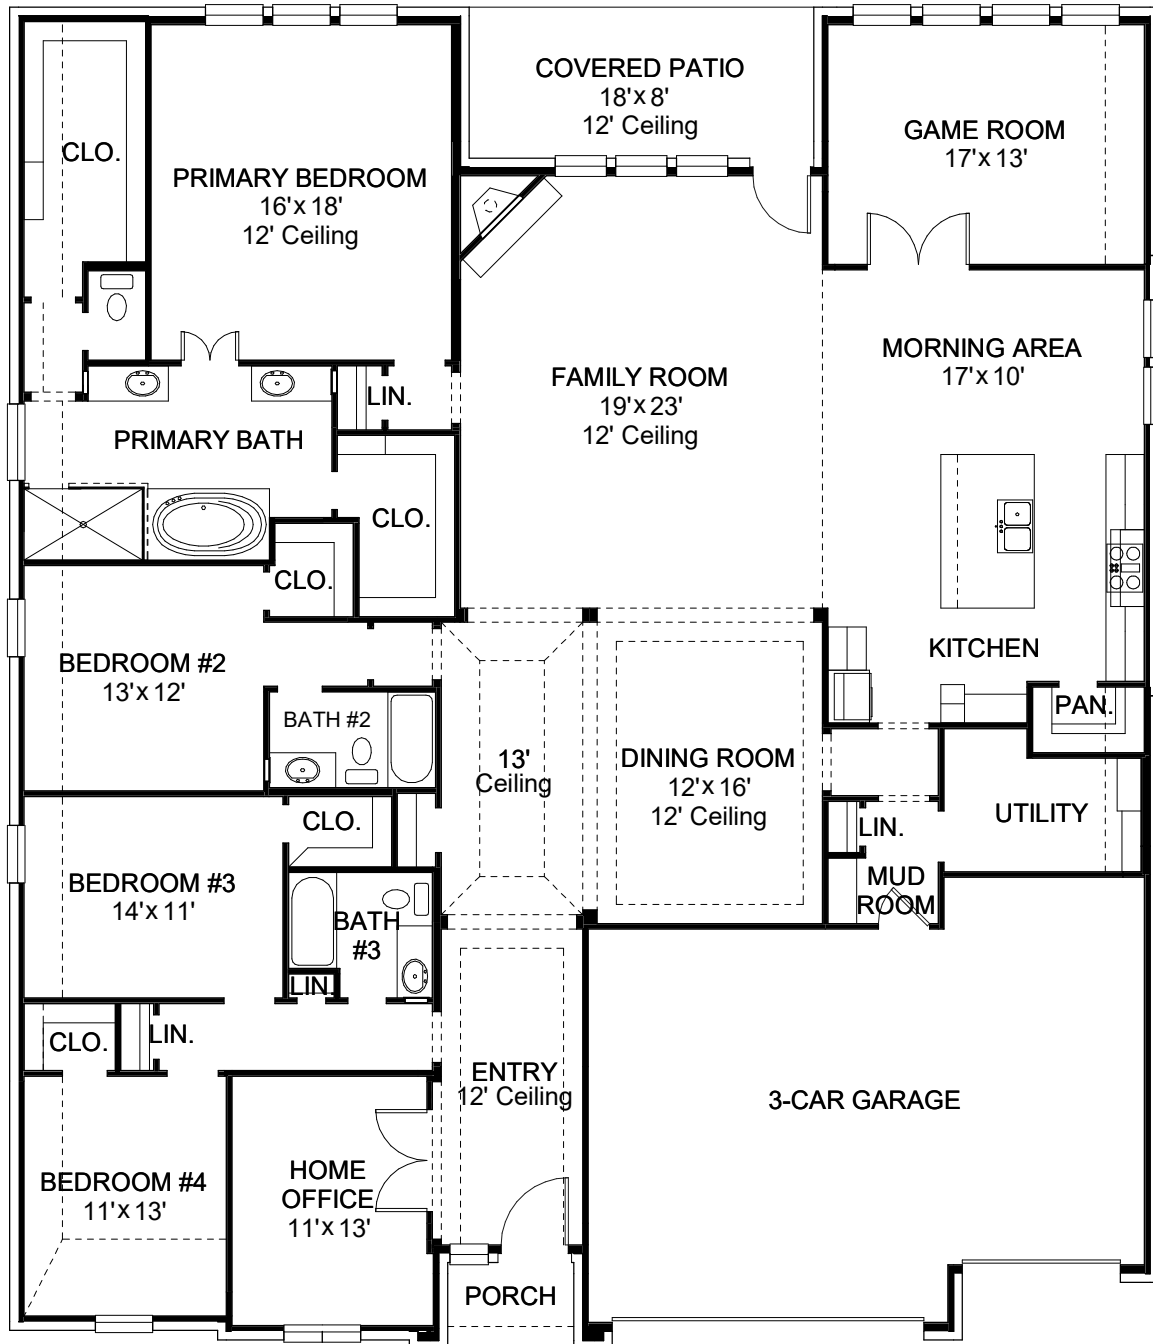 COVERED PATIO
18'x 8'
12' Ceiling
GAME ROOM
17'x 13'
CLO.
PRIMARY BEDROOM
16'x 18'
12' Ceiling
MORNING AREA
17'x 10'
FAMILY ROOM
19'x 23'
12' Ceiling
LIN.
PRIMARY BATH
CLO.
CLO.
BEDROOM #2
13'x 12'
KITCHEN
BATH #2
PAN.
13'
Ceiling
DINING ROOM
12'x 16'
12' Ceiling
UTILITY
CLO.
LIN.
BEDROOM #3
14'x 11'
MUD
ROOM
BATH
#3
LIN.
CLO.
LIN.
ENTRY
12' Ceiling
3-CAR GARAGE
BEDROOM #4
11'x 13'
HOME
OFFICE
11'x 13'
PORCH